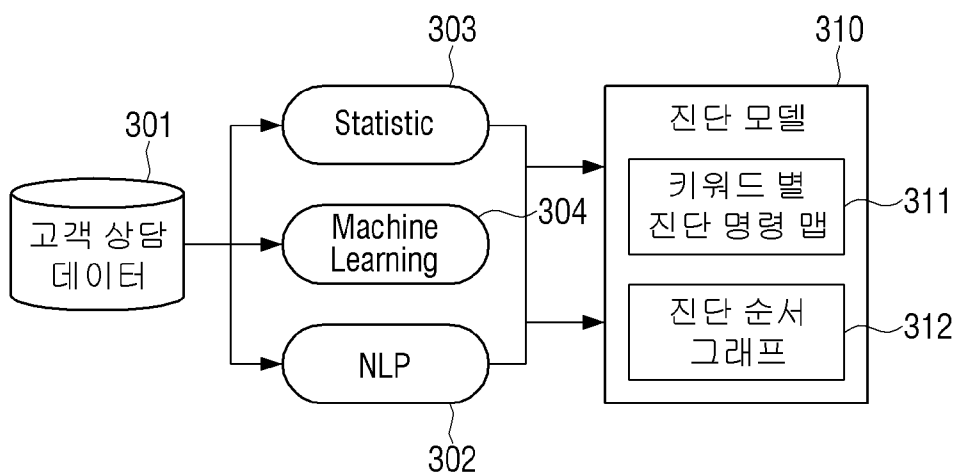 303
310
301
Statistic
진단 모델
고객 상담
데이터
Machine
Learning
304
키워드 별
진단 명령 맵
311
진단 순서
그래프
312
NLP
302